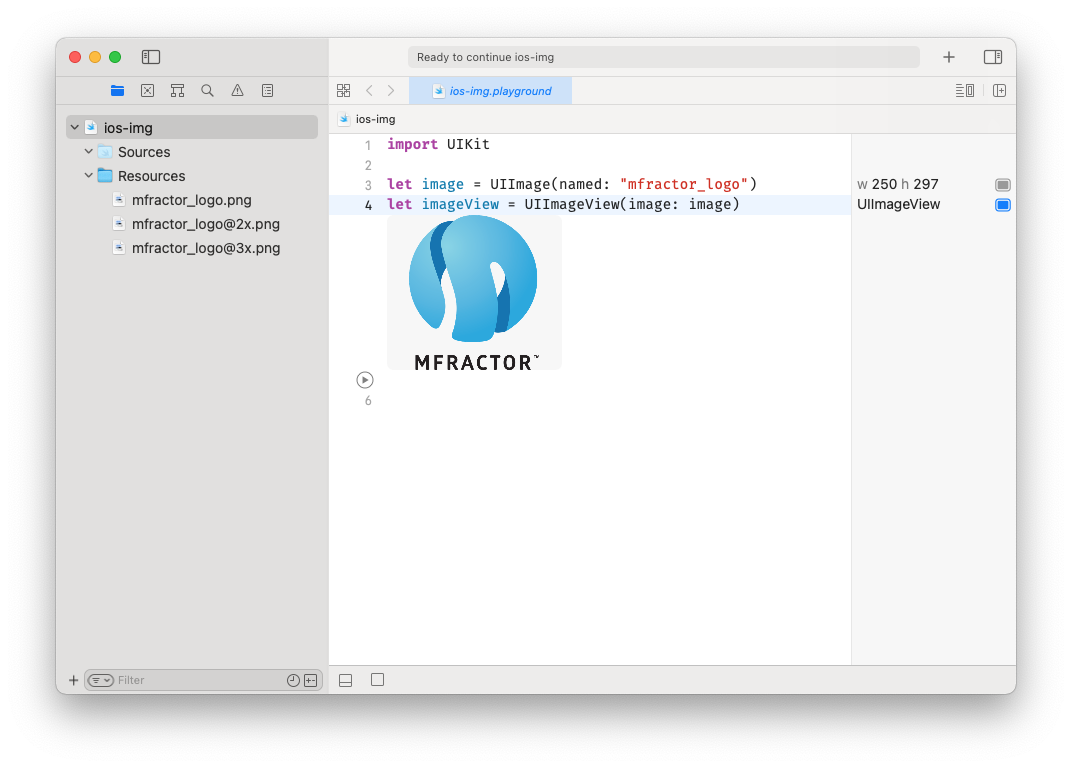 Ready to continue ios-img
ios-img.playground
ios-img
Sources
Resources
mfractor_logo.png
mfractor_logo@2x.png
mfractor_logo@3x.png
Filter
ios-img
1 import UIKit
2
3 let image = UIImage(named: "mfractor_logo")
4 let imageView = UIImageView(image: image)
MFRACTOR™
6
w 250 h 297
UIImageView